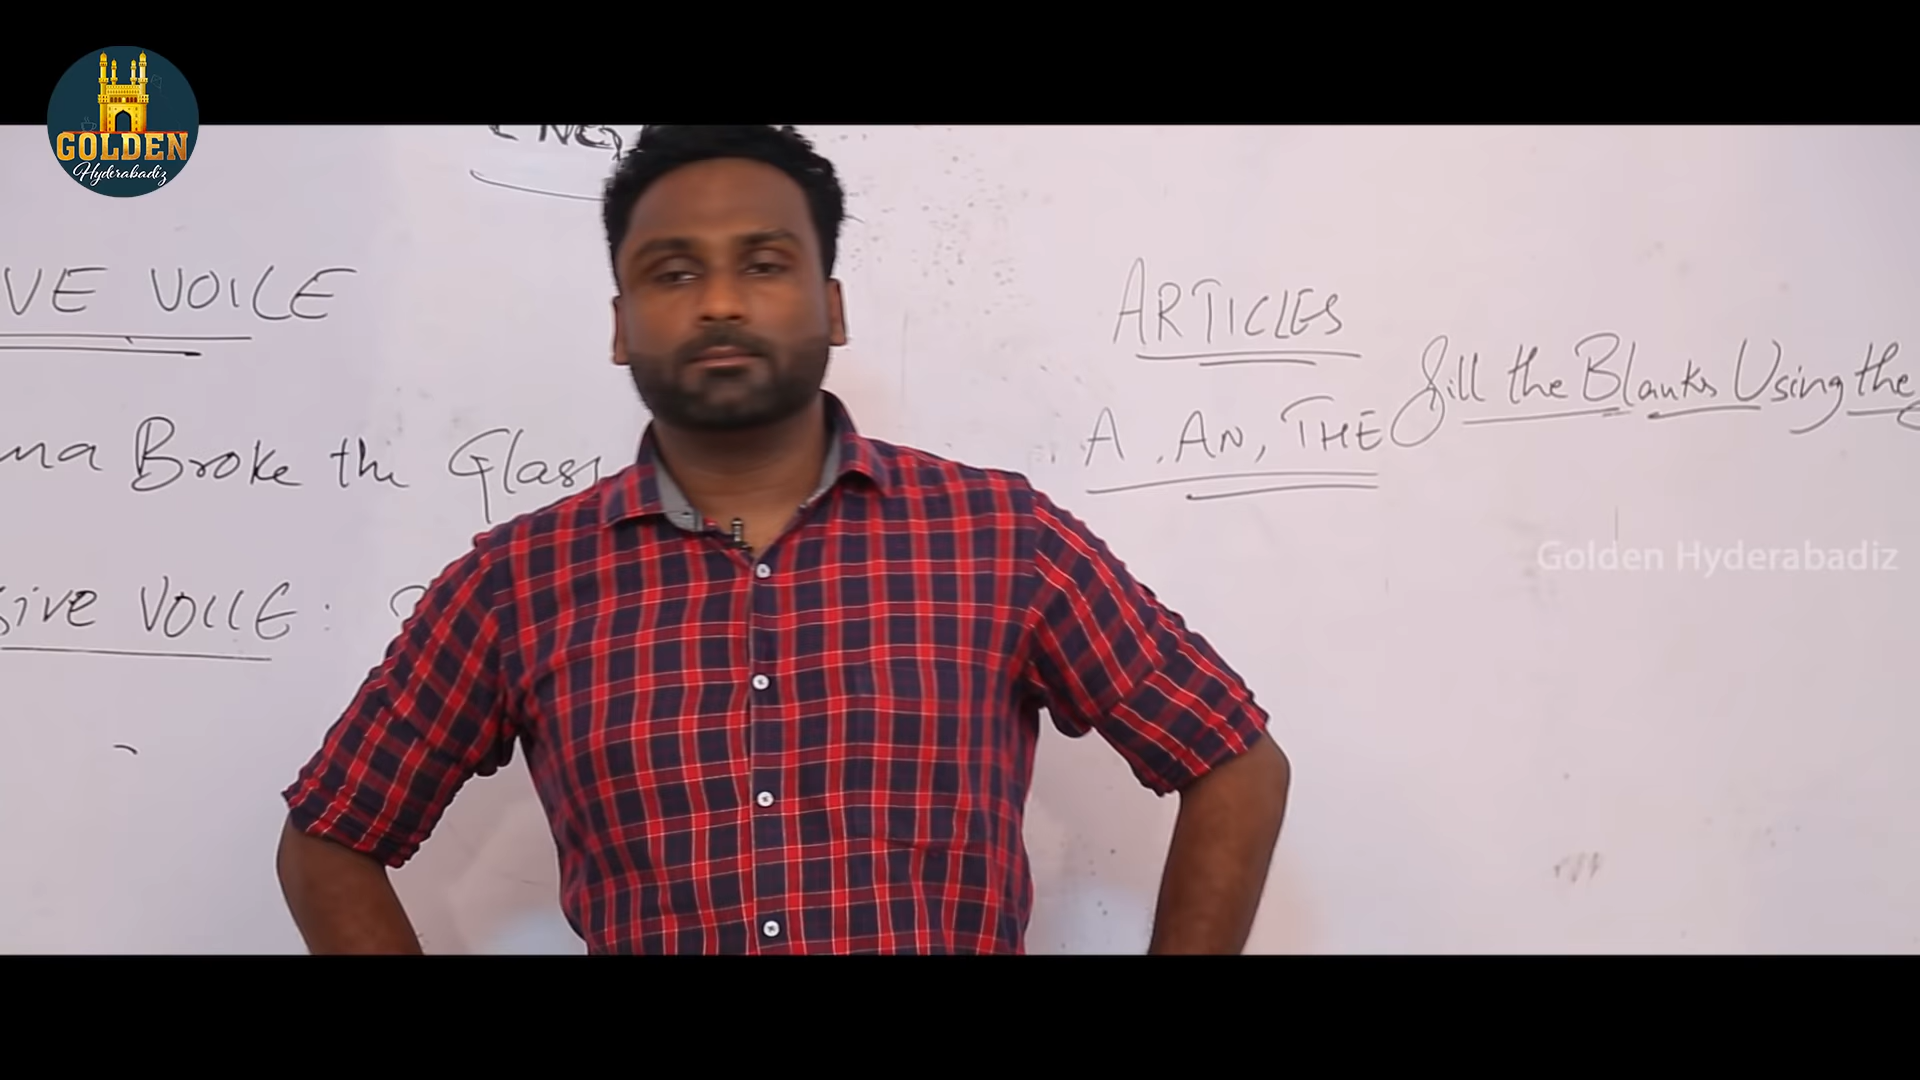 GOLDEN
Hyderabadiz
VE VOICE
ma Broke the Glass
SIVE VOICE :
ARTICLES
A, AN, THE
fill the Blanks Using the
Golden Hyderabadiz